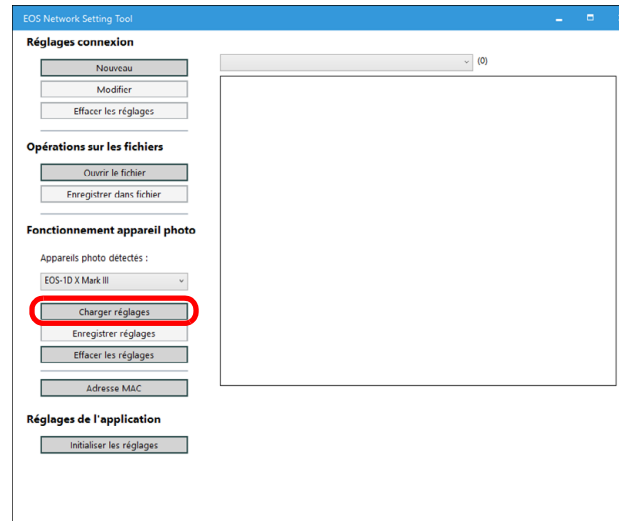 EOS Network Setting Tool
Réglages connexion
Nouveau
(0)
Modifier
Effacer les réglages
Opérations sur les fichiers
Ouvrir le fichier
Enregistrer dans fichier
Fonctionnement appareil photo
Appareils photo détectés :
EOS-1D X Mark III
Charger réglages
Enregistrer réglages
Effacer les réglages
Adresse MAC
Réglages de l'application
Initialiser les réglages